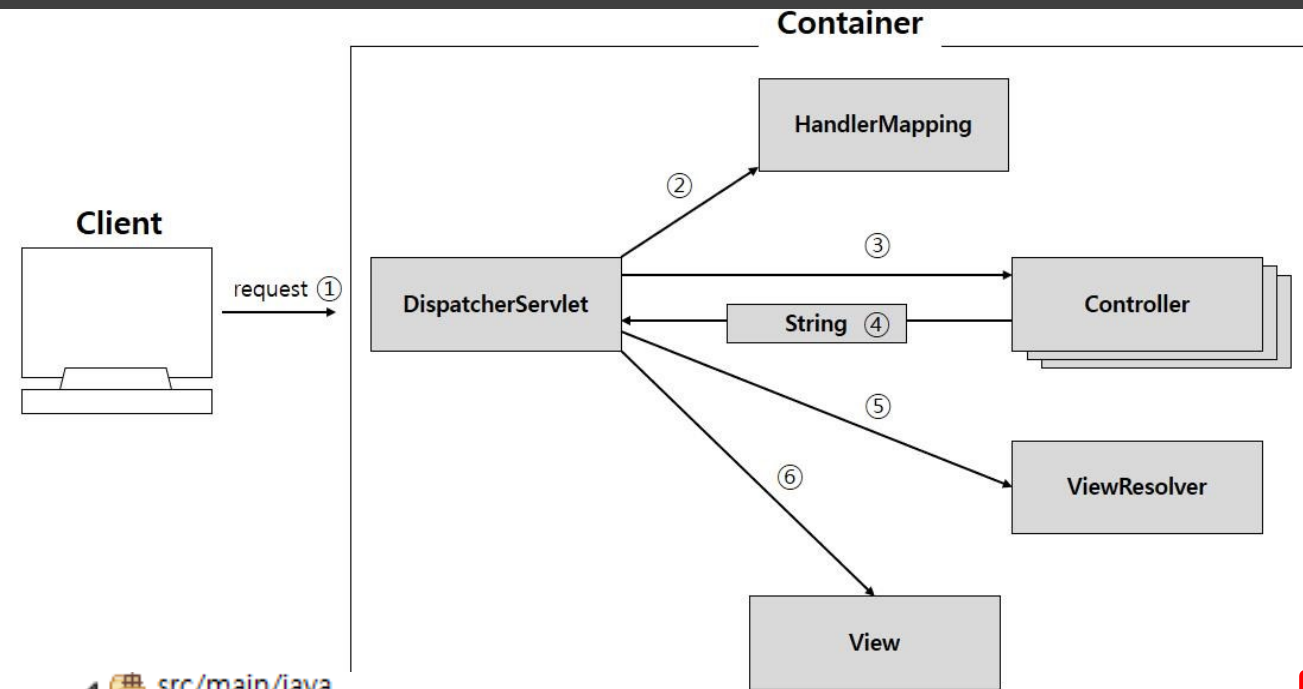 Container
HandlerMapping
②
Client
③
request ①
DispatcherServlet
Controller
String ④
⑤
⑥
ViewResolver
View
src/main/java